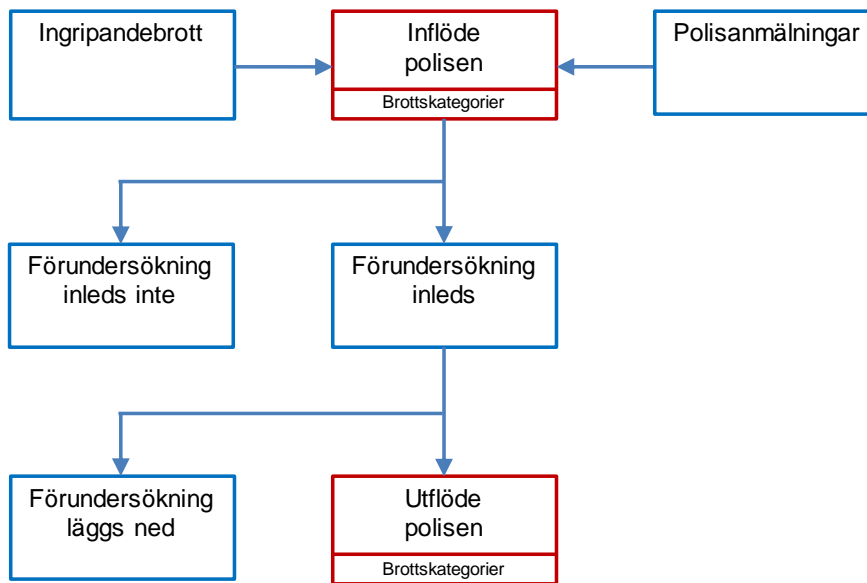 Ingripandebrott
Inflöde
polisen
Brottskategorier
Polisanmälningar
Förundersökning
inleds inte
Förundersökning
inleds
Förundersökning
läggs ned
Utflöde
polisen
Brottskategorier